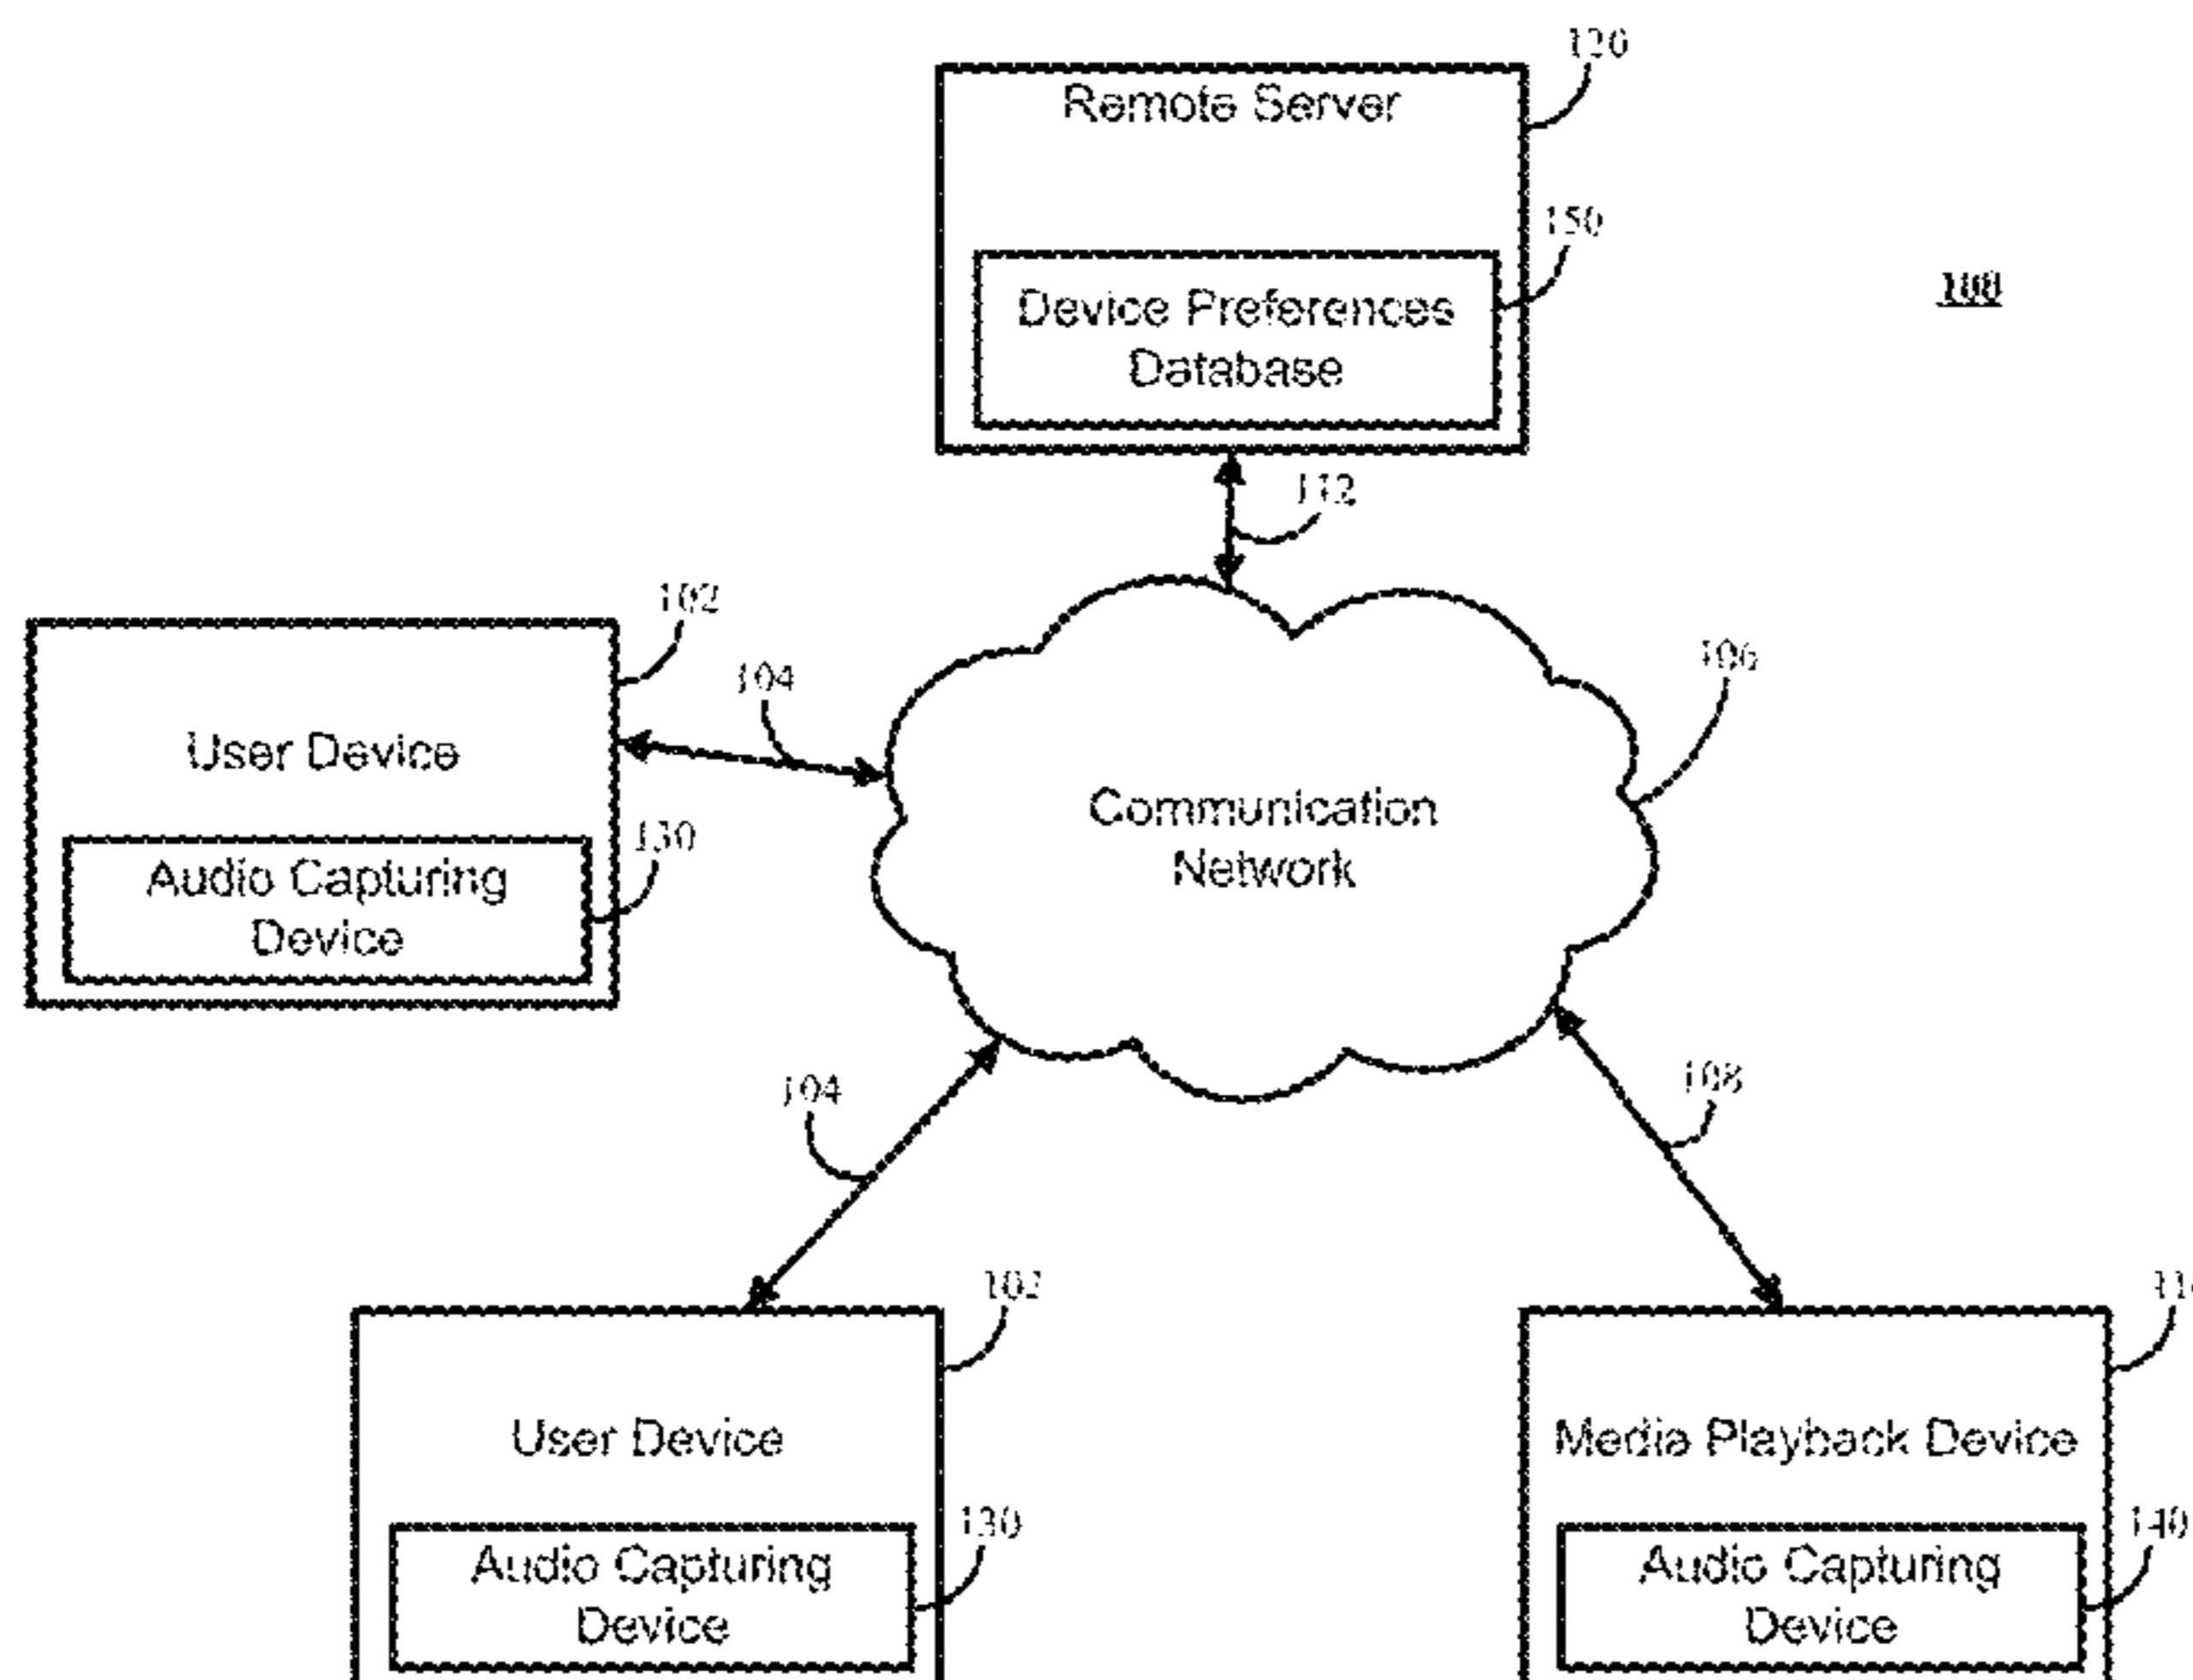 120
Remote Server
150
Device Preferences
Database
100
112
102
104
106
User Device
Communication
Network
130
Audio Capturing
Device
104
108
102
User Device
Media Playback Device
130
140
Audio Capturing
Device
Audio Capturing
Device